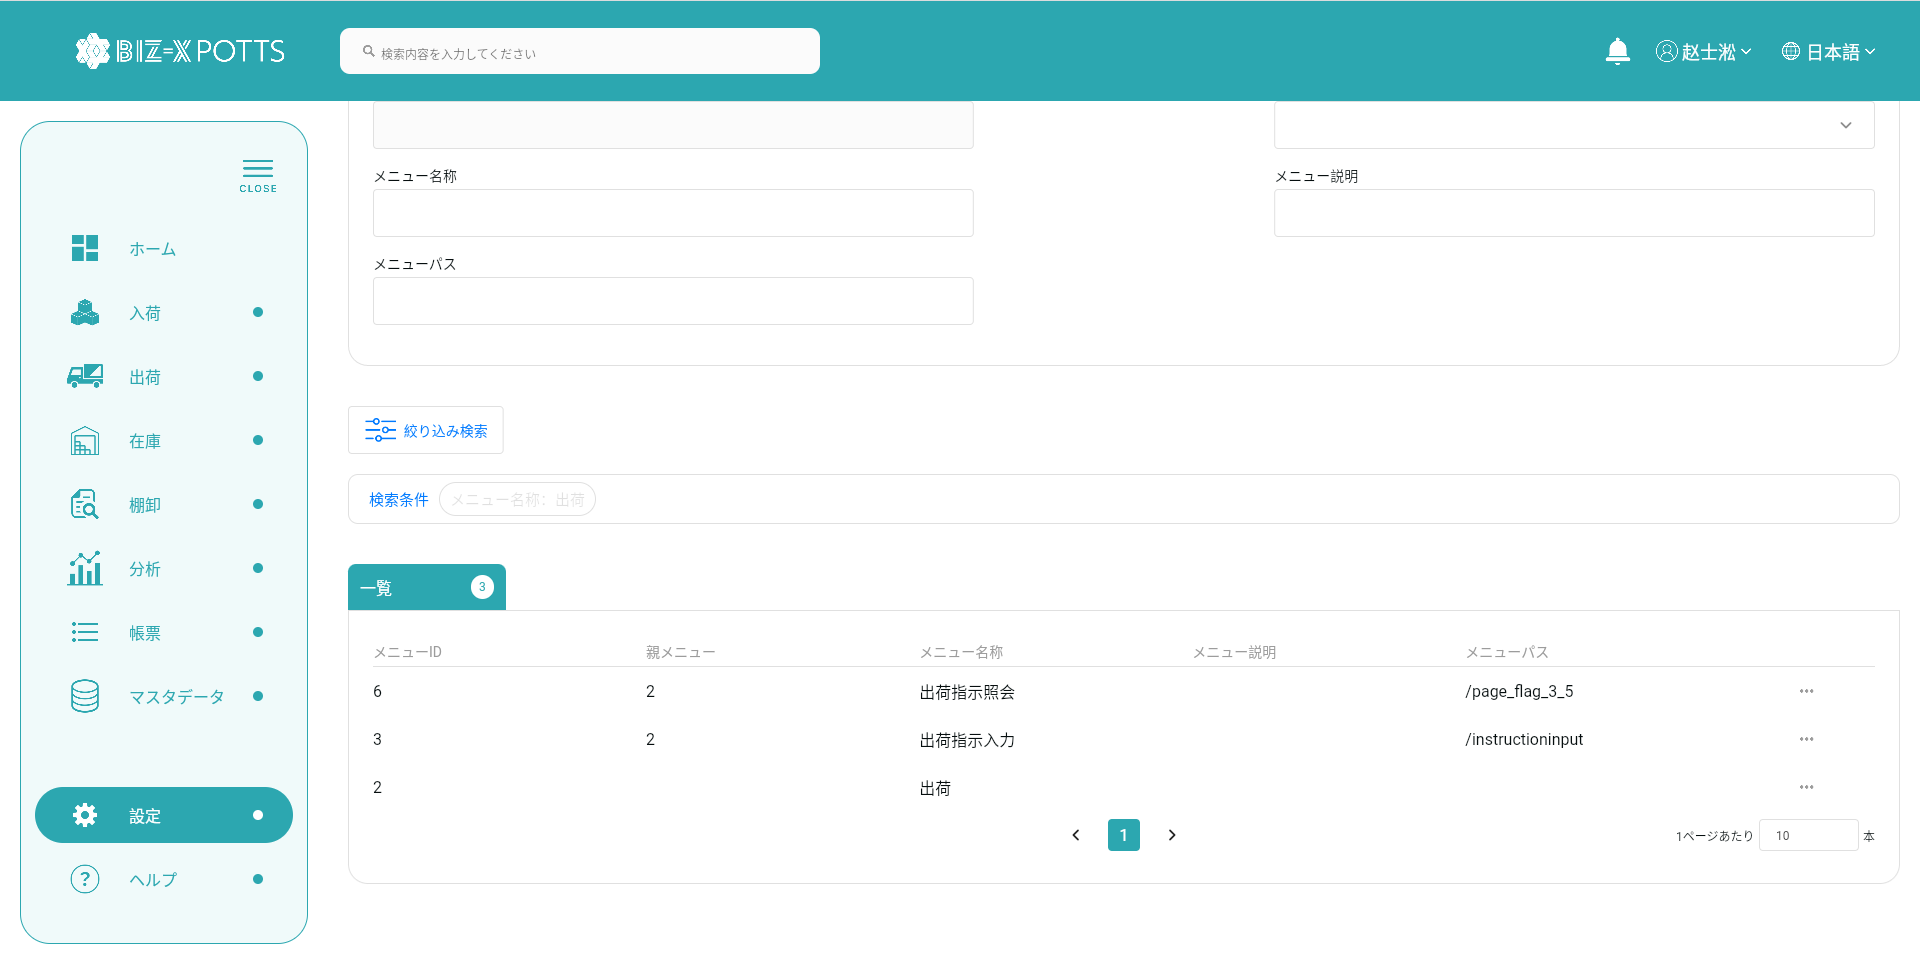 BIZ=X POTTS
検索内容を入力してください
赵士淞
日本語
CLOSE
ホーム
入荷
出荷
在庫
棚卸
分析
帳票
マスタデータ
設定
ヘルプ
メニュー名称
メニュー説明
メニューパス
絞り込み検索
検索条件 メニュー名称：出荷
一覧 3
メニューID 親メニュー メニュー名称 メニュー説明 メニューパス
6 2 出荷指示照会 /page_flag_3_5 ...
3 2 出荷指示入力 /instructioninput ...
2 出荷 ...
1
1ページあたり 10 本